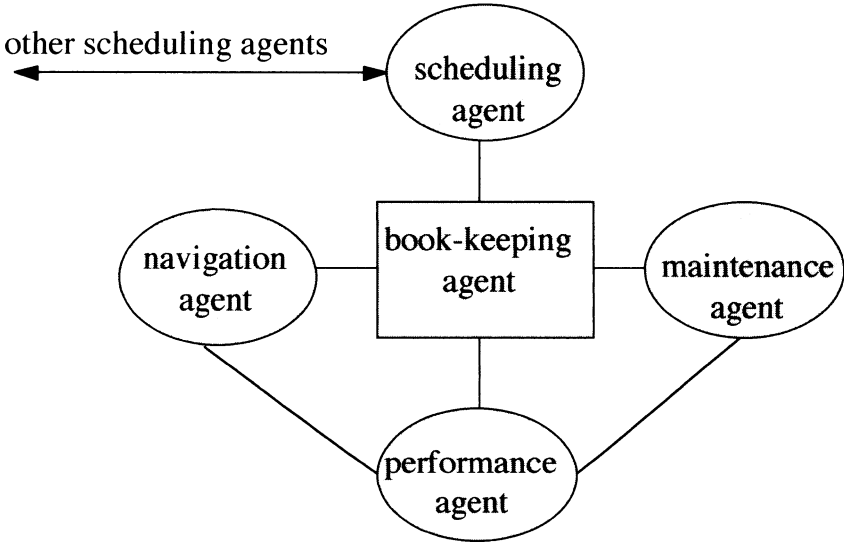 other scheduling agents
scheduling
agent
navigation
agent
book-keeping
agent
maintenance
agent
performance
agent